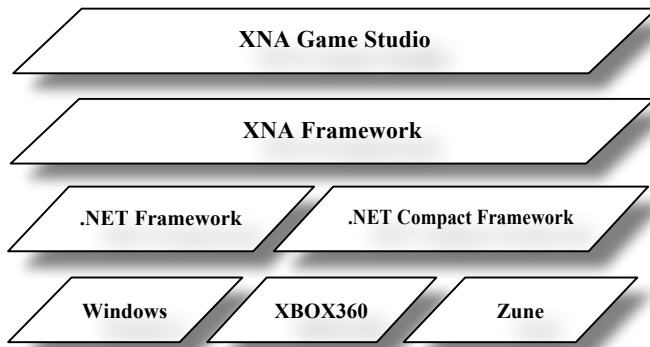 XNA Game Studio
XNA Framework
.NET Framework
.NET Compact Framework
Windows
XBOX360
Zune